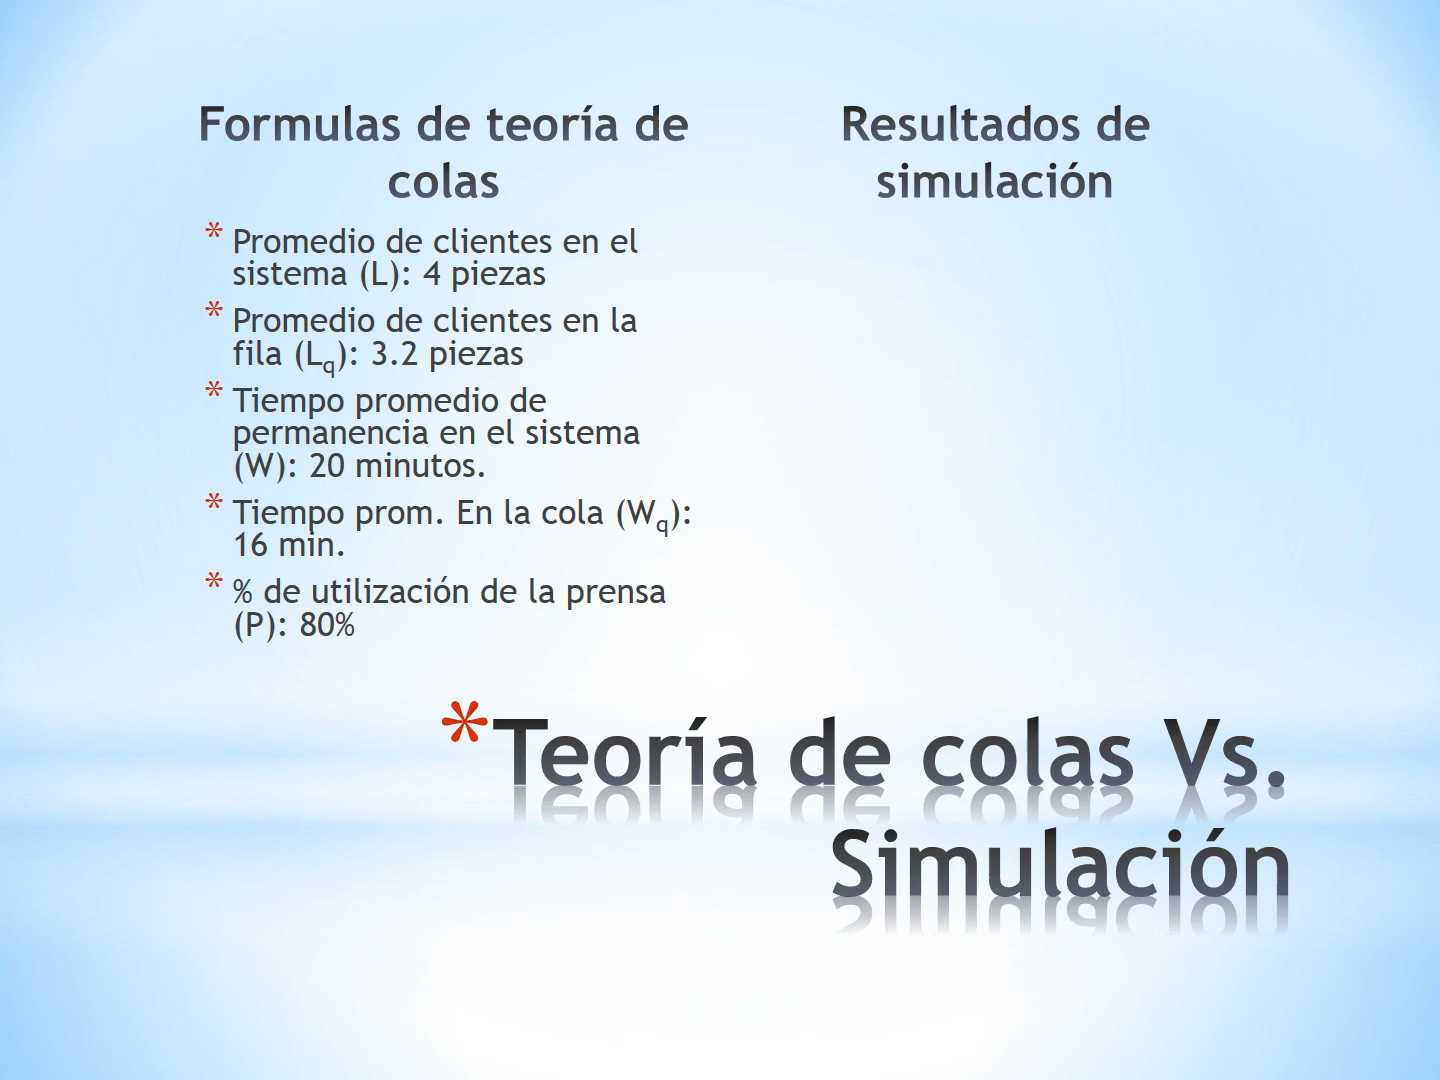 Formulas de teoría de
colas
* Promedio de clientes en el
sistema (L): 4 piezas
* Promedio de clientes en la
fila (Lq): 3.2 piezas
* Tiempo promedio de
permanencia en el sistema
(W): 20 minutos.
* Tiempo prom. En la cola (Wq):
16 min.
* % de utilización de la prensa
(P): 80%
Resultados de
simulación
*Teoría de colas Vs.
Simulación